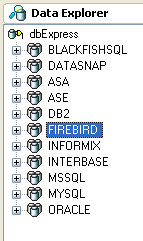 Data Explorer
dbExpress
BLACKFISHSQL
DATASNAP
ASA
ASE
DB2
FIREBIRD
INFORMIX
INTERBASE
MSSQL
MYSQL
ORACLE